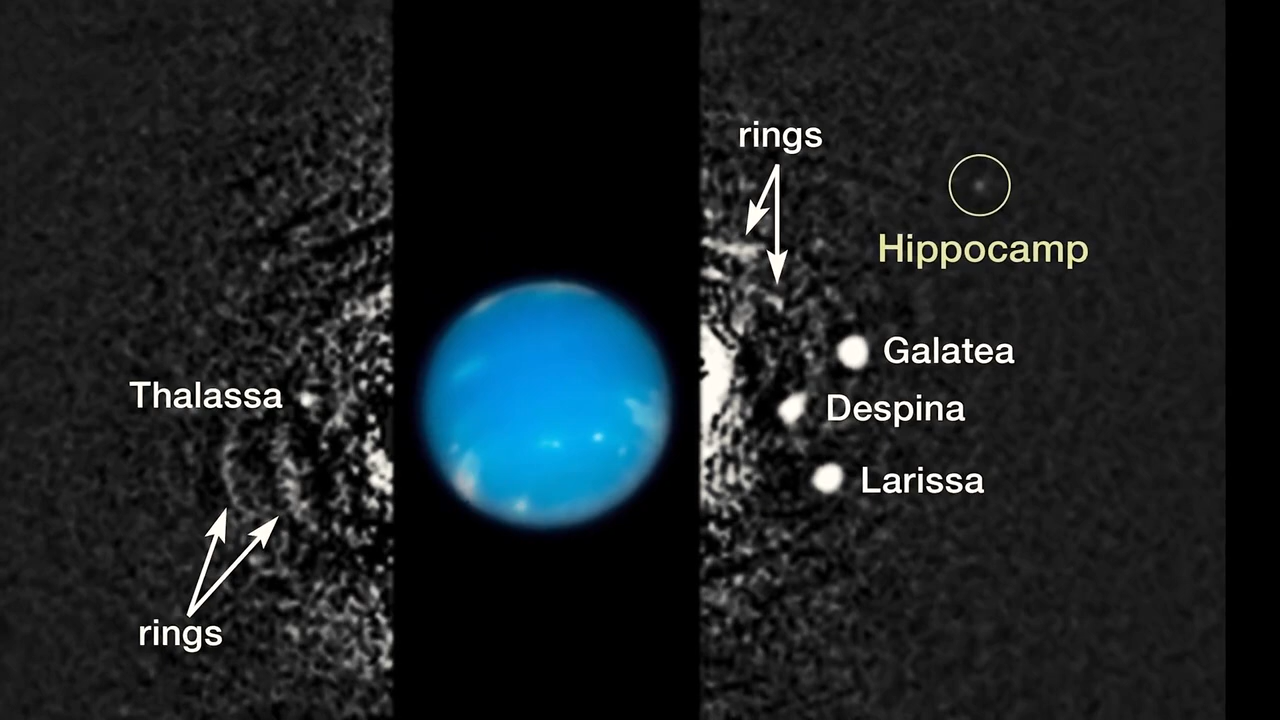 rings
Hippocamp
Galatea
Thalassa
Despina
Larissa
rings